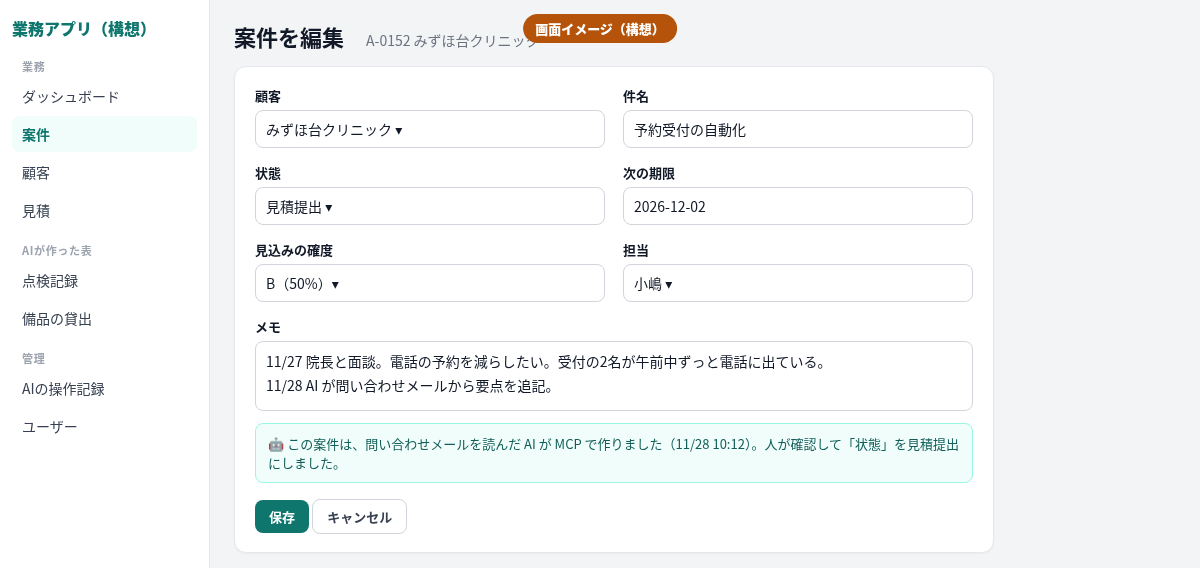 業務アプリ（構想）
業務
ダッシュボード
案件
顧客
見積
AIが作った表
点検記録
備品の貸出
管理
AIの操作記録
ユーザー
案件を編集
A-0152 みずほ台クリニック
画面イメージ（構想）
顧客
みずほ台クリニック ▾
件名
予約受付の自動化
状態
見積提出 ▾
次の期限
2026-12-02
見込みの確度
B（50%）▾
担当
小嶋 ▾
メモ
11/27 院長と面談。電話の予約を減らしたい。受付の2名が午前中ずっと電話に出ている。
11/28 AI が問い合わせメールから要点を追記。
🤖 この案件は、問い合わせメールを読んだ AI が MCP で作りました（11/28 10:12）。人が確認して「状態」を見積提出
にしました。
保存
キャンセル